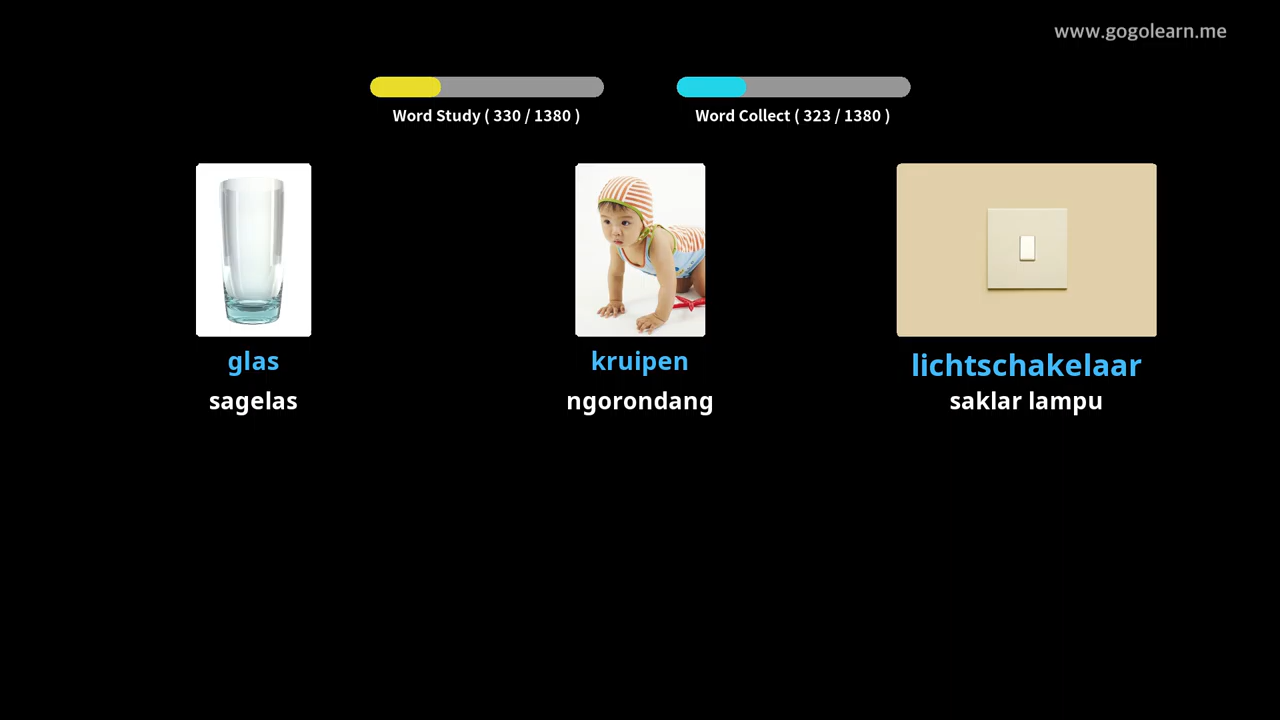 www.gogolearn.me
Word Study ( 330 / 1380 )
Word Collect ( 323 / 1380 )
glas
sagelas
kruipen
ngorondang
lichtschakelaar
saklar lampu